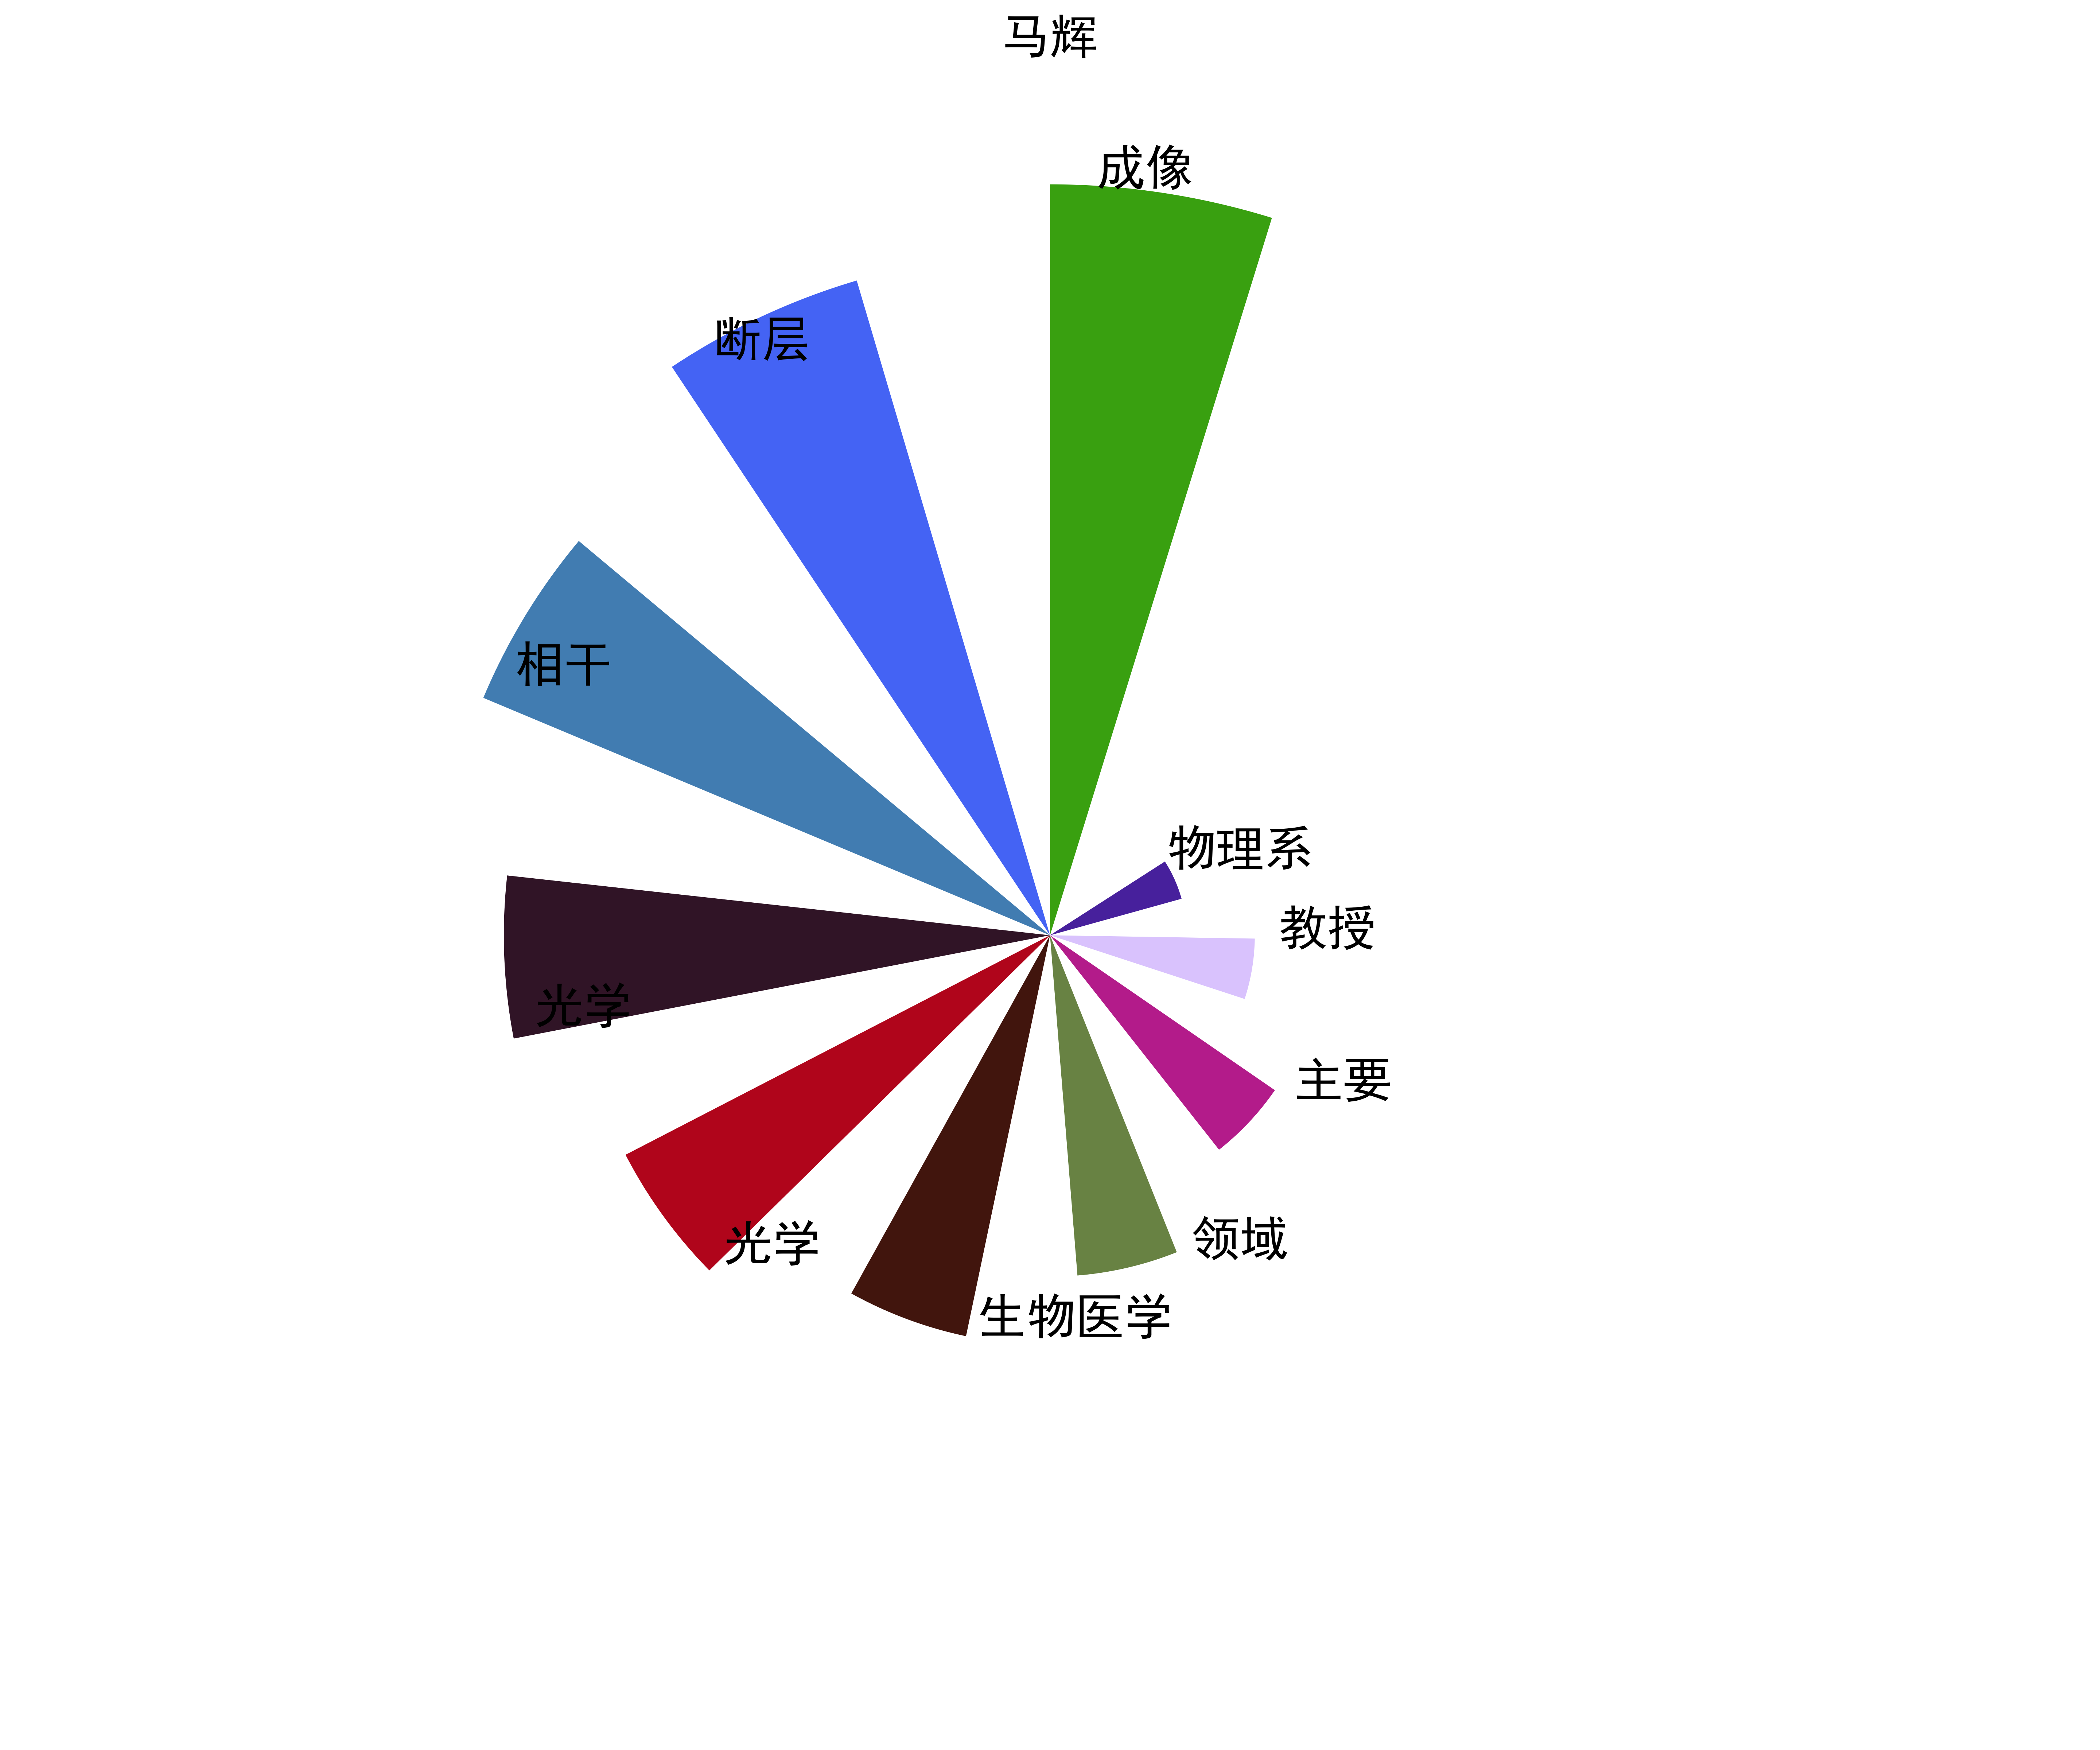 马辉
成像
断层
相干
物理系
教授
光学
主要
领域
光学
生物医学